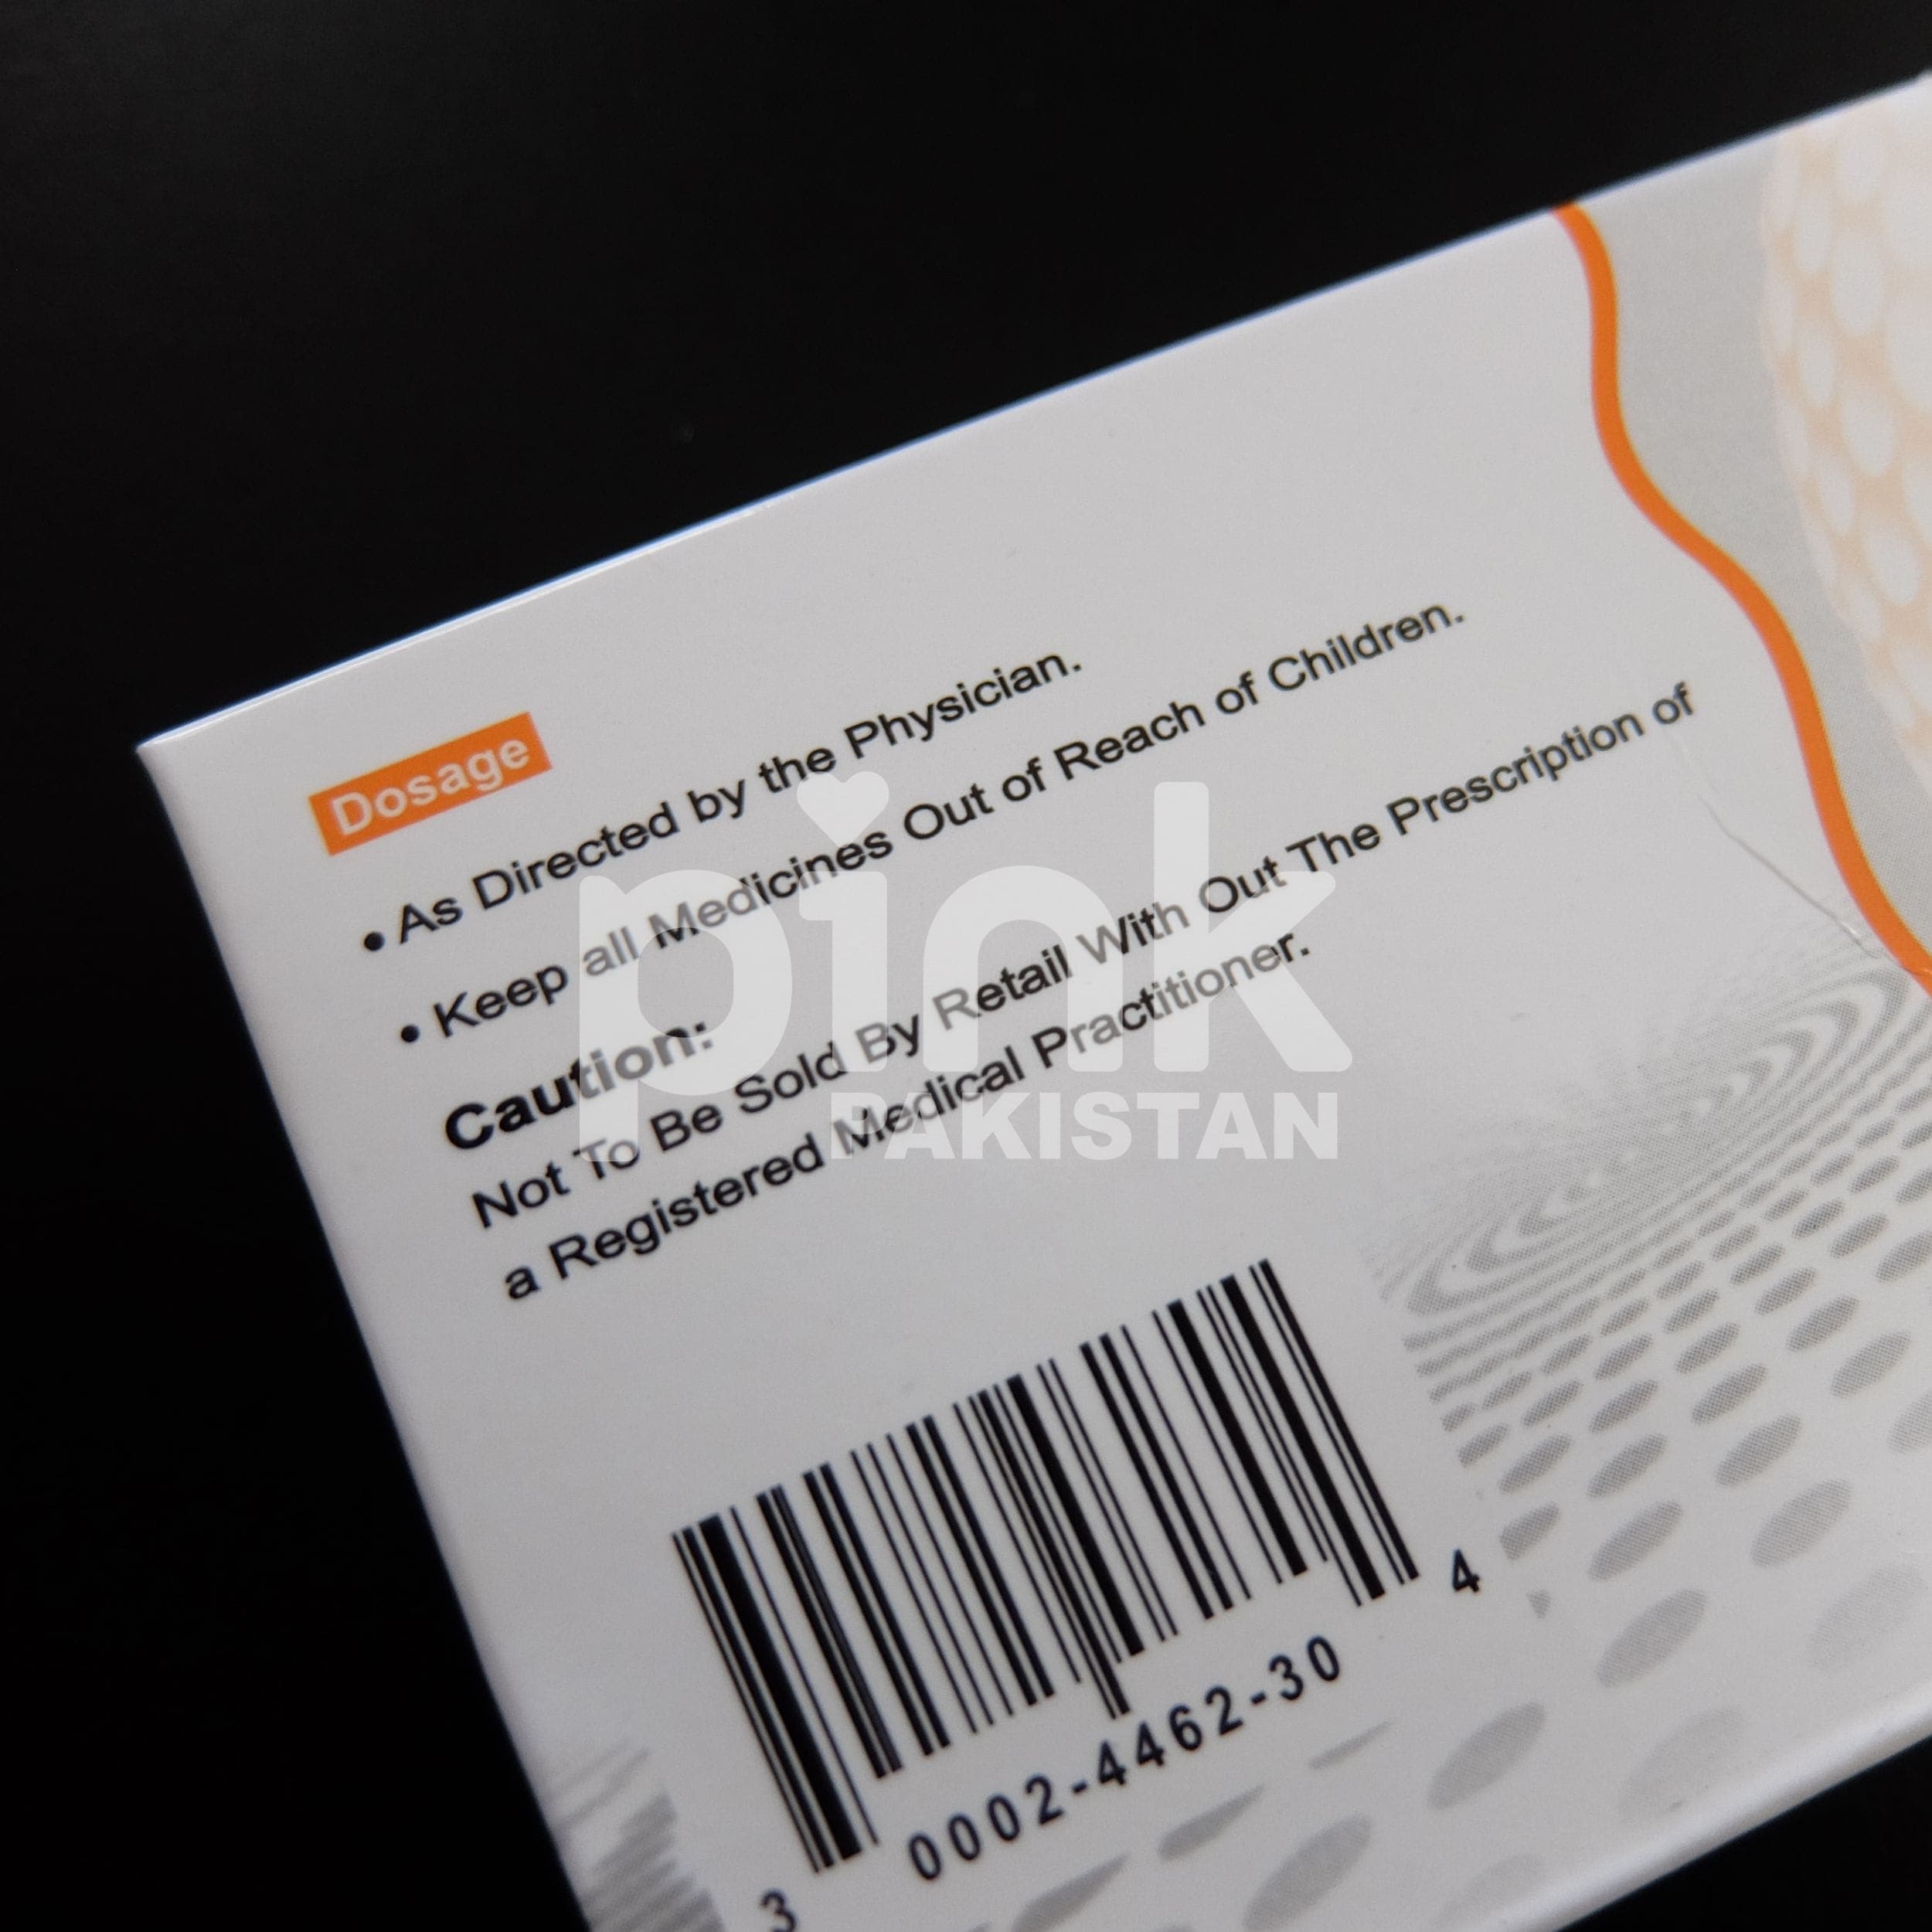 Dosage
• As Directed by the Physician.
• Keep all Medicines Out of Reach of Children.
Caution:
Not To Be Sold By Retail With Out The Prescription of
a Registered Medical Practitioner.
pink
PAKISTAN
3 0002-4462-30 4